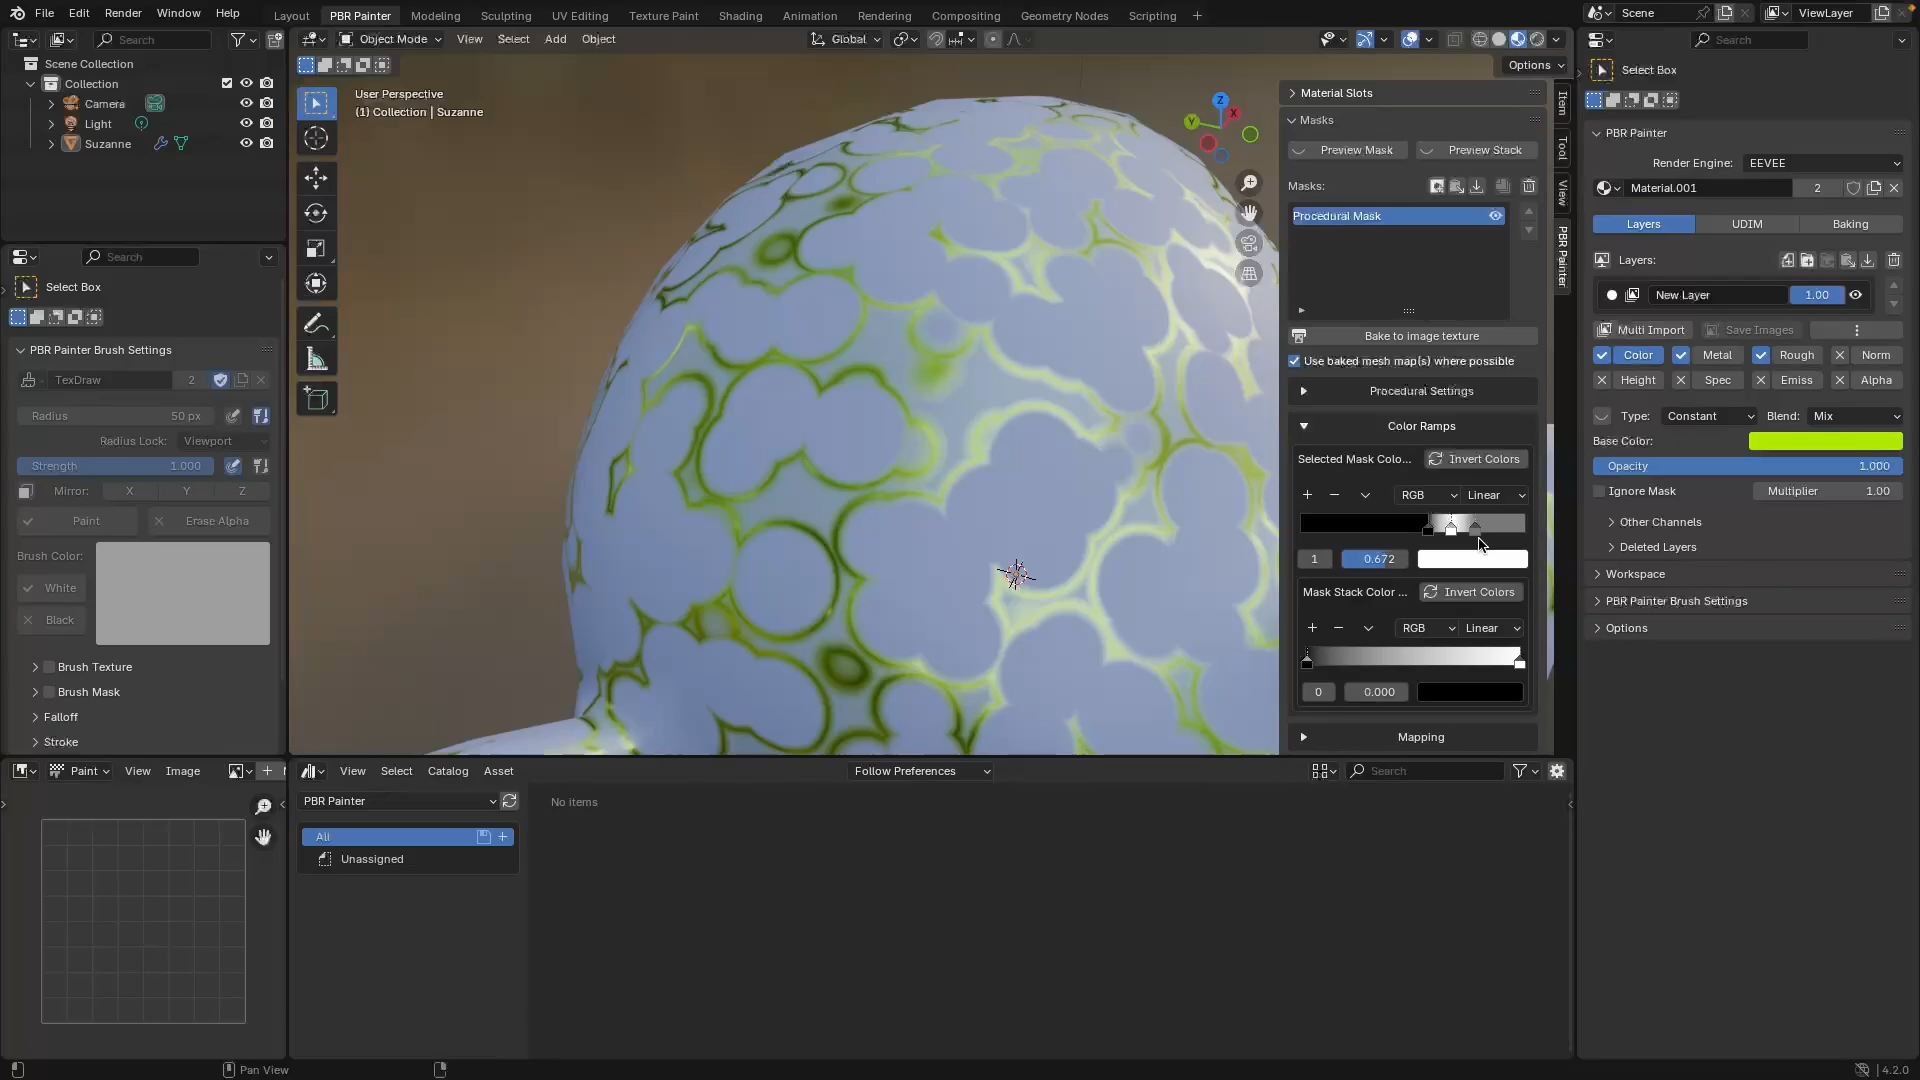 File Edit Render Window Help Layout PBR Painter Modeling Sculpting UV Editing Texture Paint Shading Animation Rendering Compositing Geometry Nodes Scripting + Scene ViewLayer
Search
Scene Collection
Collection
Camera
Light
Suzanne
Search
Select Box
PBR Painter Brush Settings
TexDraw 2
Radius 50 px
Radius Lock: Viewport
Strength 1.000
Mirror: X Y Z
Paint Erase Alpha
Brush Color:
White
Black
Brush Texture
Brush Mask
Falloff
Stroke
Object Mode View Select Add Object Global
Options
User Perspective
(1) Collection | Suzanne
Z
X
Y
Material Slots
Masks
Preview Mask Preview Stack
Masks:
Procedural Mask
Bake to image texture
Use baked mesh map(s) where possible
Procedural Settings
Color Ramps
Selected Mask Colo... Invert Colors
+ − RGB Linear
1 0.672
Mask Stack Color ... Invert Colors
+ − RGB Linear
0 0.000
Mapping
Item
Tool
View
PBR Painter
Search
Select Box
PBR Painter
Render Engine: EEVEE
Material.001 2
Layers UDIM Baking
Layers:
New Layer 1.00
Multi Import Save Images
Color Metal Rough Norm
Height Spec Emiss Alpha
Type: Constant Blend: Mix
Base Color:
Opacity 1.000
Ignore Mask Multiplier 1.00
Other Channels
Deleted Layers
Workspace
PBR Painter Brush Settings
Options
Paint View Image
View Select Catalog Asset Follow Preferences Search
PBR Painter
No items
All
Unassigned
Pan View 4.2.0